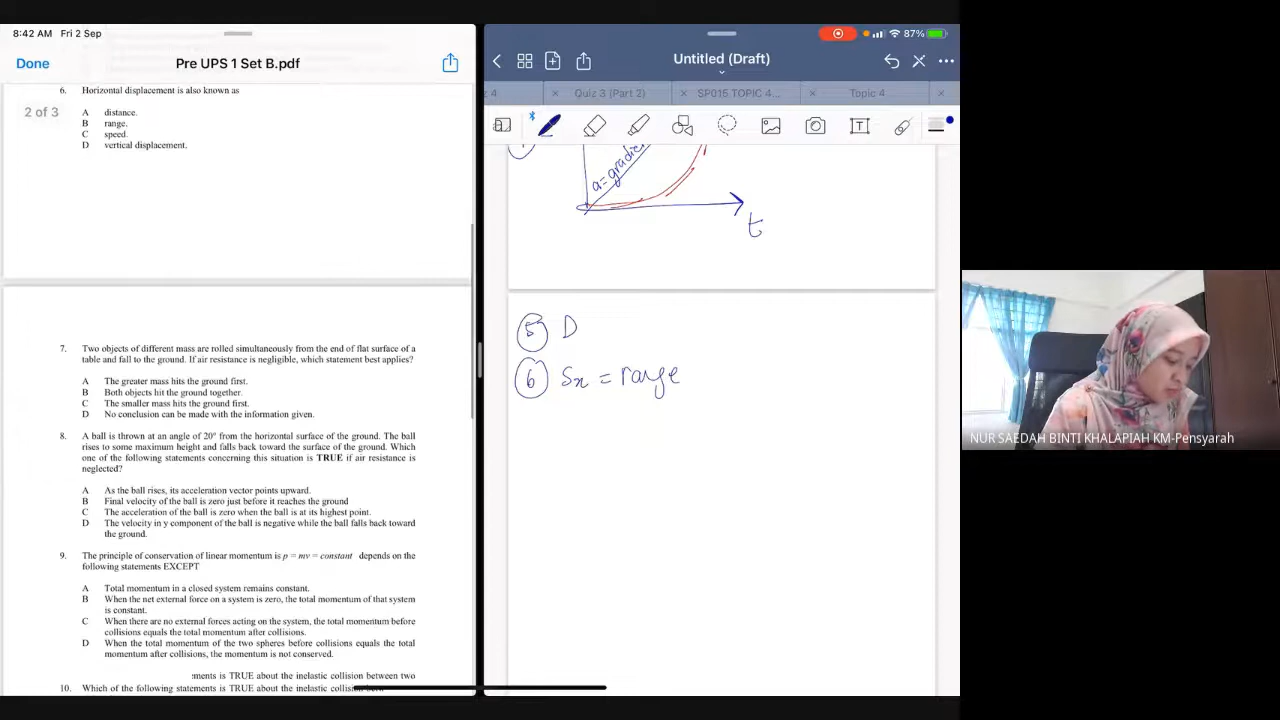 8:42 AM Fri 2 Sep
Done
Pre UPS 1 Set B.pdf
2 of 3
6. Horizontal displacement is also known as
A distance.
B range.
C speed.
D vertical displacement.
7. Two objects of different mass are rolled simultaneously from the end of flat surface of a
table and fall to the ground. If air resistance is negligible, which statement best applies?
A The greater mass hits the ground first.
B Both objects hit the ground together.
C The smaller mass hits the ground first.
D No conclusion can be made with the information given.
8. A ball is thrown at an angle of 20° from the horizontal surface of the ground. The ball
rises to some maximum height and falls back toward the surface of the ground. Which
one of the following statements concerning this situation is TRUE if air resistance is
neglected?
A As the ball rises, its acceleration vector points upward.
B Final velocity of the ball is zero just before it reaches the ground
C The acceleration of the ball is zero when the ball is at its highest point.
D The velocity in y component of the ball is negative while the ball falls back toward
the ground.
9. The principle of conservation of linear momentum is p = mv = constant depends on the
following statements EXCEPT
A Total momentum in a closed system remains constant.
B When the net external force on a system is zero, the total momentum of that system
is constant.
C When there are no external forces acting on the system, the total momentum before
collisions equals the total momentum after collisions.
D When the total momentum of the two spheres before collisions equals the total
momentum after collisions, the momentum is not conserved.
ments is TRUE about the inelastic collision between two
10. Which of the following statements is TRUE about the inelastic
87%
Untitled (Draft)
z 4
Quiz 3 (Part 2)
SP015 TOPIC 4...
Topic 4
T
a = gradie
t
5 D
6 Sx = range
NUR SAEDAH BINTI KHALAPIAH KM-Pensyarah